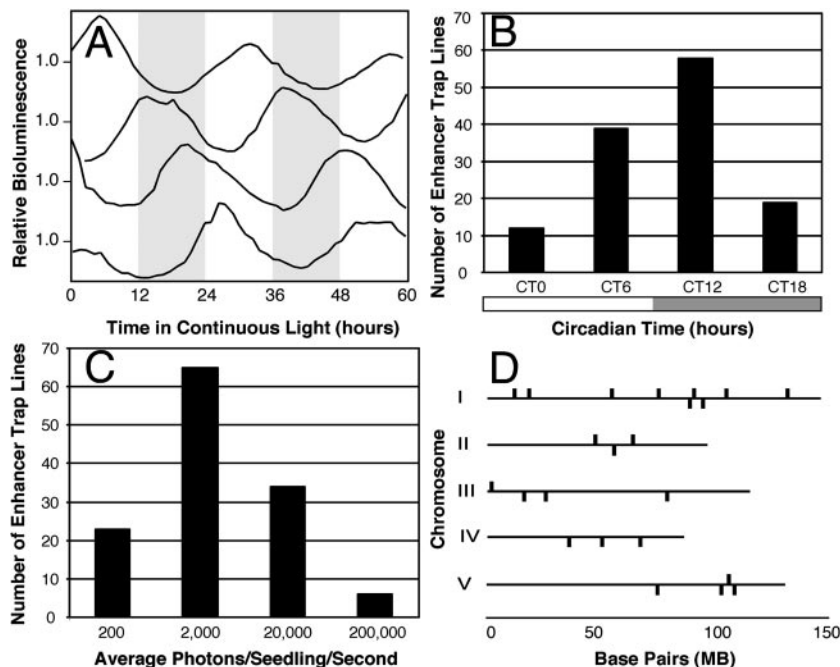 A
Relative Bioluminescence
1.0
1.0
1.0
1.0
0 12 24 36 48 60
Time in Continuous Light (hours)
B
Number of Enhancer Trap Lines
70
60
50
40
30
20
10
0
CT0 CT6 CT12 CT18
Circadian Time (hours)
C
Number of Enhancer Trap Lines
70
60
50
40
30
20
10
0
200 2,000 20,000 200,000
Average Photons/Seedling/Second
D
Chromosome
I
II
III
IV
V
0 50 100 150
Base Pairs (MB)